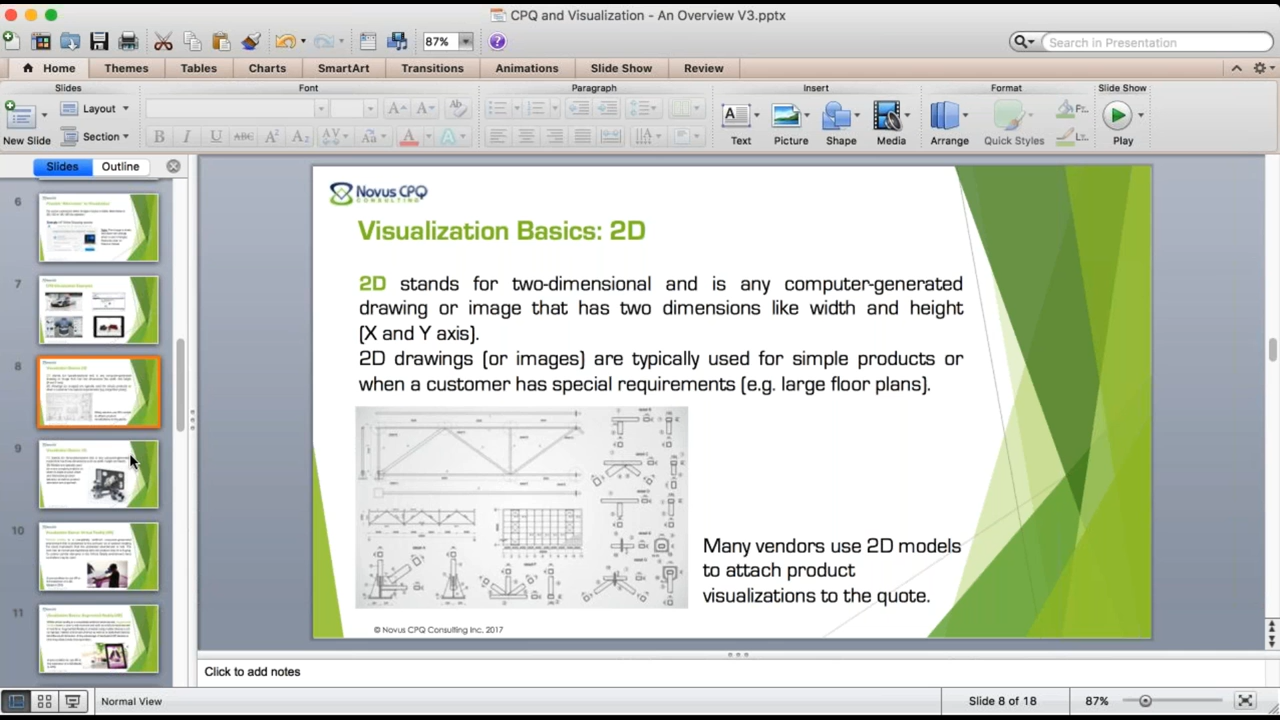 CPQ and Visualization - An Overview V3.pptx
87%
Search in Presentation
Home Themes Tables Charts SmartArt Transitions Animations Slide Show Review
Slides Font Paragraph Insert Format Slide Show
New Slide Layout Section Text Picture Shape Media Arrange Quick Styles Play
Slides Outline
6
7
8
9
10
11
Novus CPQ
CONSULTING
Visualization Basics: 2D
2D stands for two-dimensional and is any computer-generated
drawing or image that has two dimensions like width and height
(X and Y axis).
2D drawings (or images) are typically used for simple products or
when a customer has special requirements (e.g. large floor plans).
Many vendors use 2D models
to attach product
visualizations to the quote.
© Novus CPQ Consulting Inc. 2017
Click to add notes
Normal View Slide 8 of 18 87%